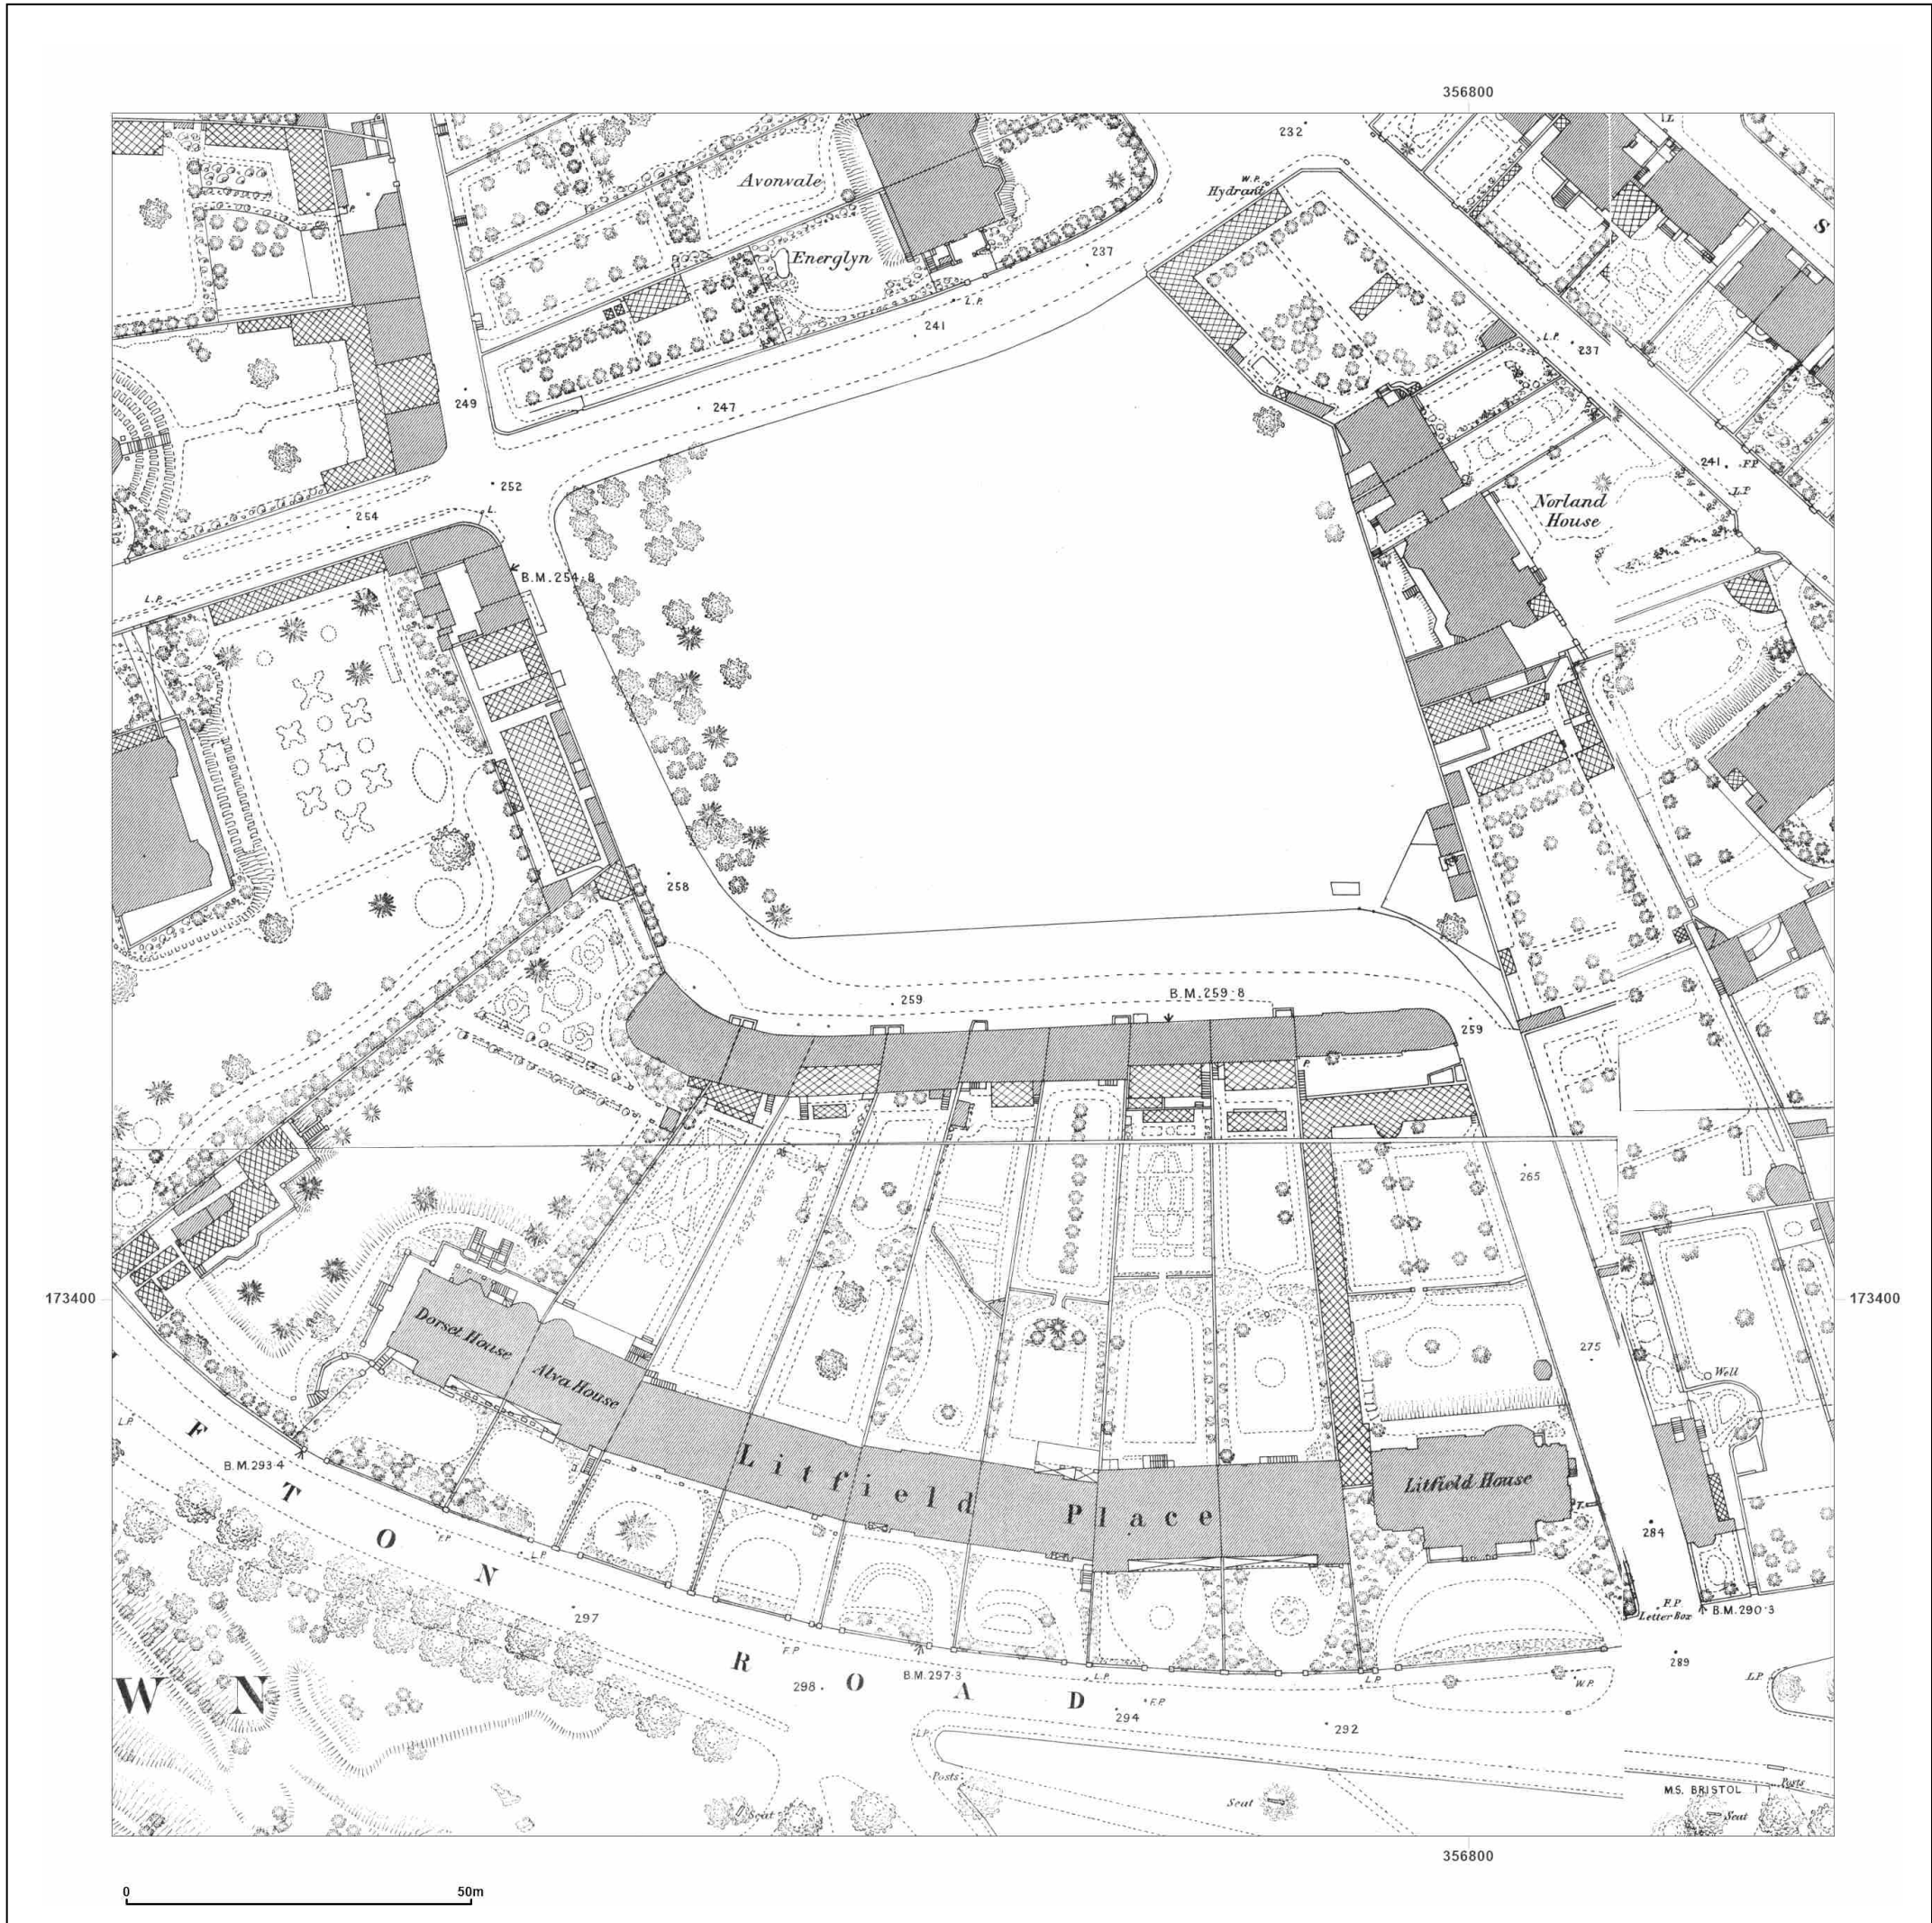 356800
232
L
Avonvale
W.P.
Hydrant
S
P.
Energlyn
237
L.P.
241
L.P.
237
249
247
241
F.P.
L.P.
252
Norland
House
254
L.
B.M. 254·8
L.P.
258
259
B.M. 259·8
259
P.
265
173400
173400
Dorset House
Alva House
275
Well
F
T
O
N
L.P.
B.M. 293·4
Litfield Place
Litfield House
T.
284
F.P.
L.P.
297
F.P.
Letter Box
B.M. 290·3
F.P.
R
O
A
D
298
B.M. 297·3
L.P.
L.P.
W.P.
289
L.P.
W N
294
F.P.
292
L.P.
Posts
M.S. BRISTOL 1
Posts
Seat
Seat
Seat
356800
0 50m